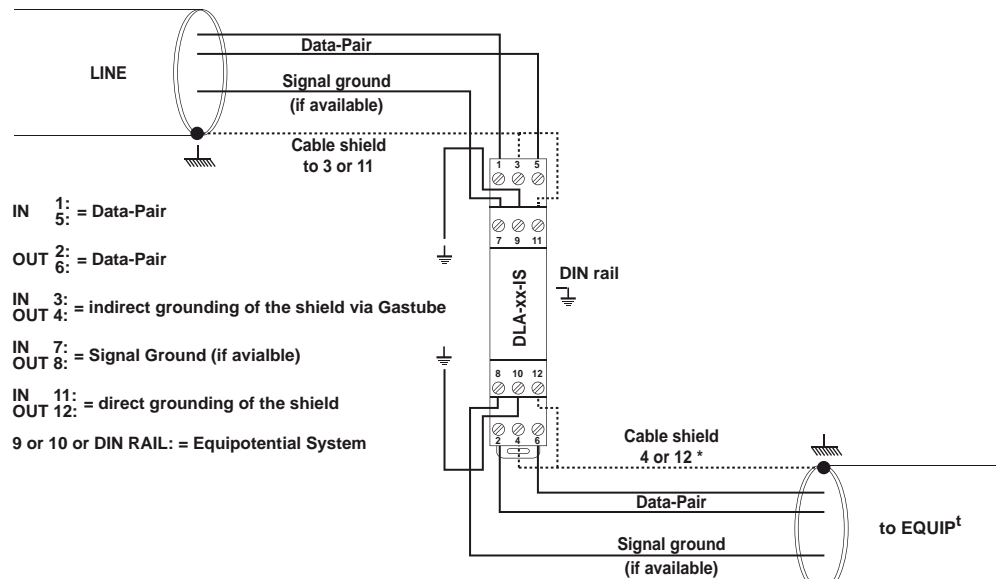 Data-Pair
LINE
Signal ground
(if available)
Cable shield
to 3 or 11
1 3 5
7 9 11
IN 1:
5: = Data-Pair
OUT 2:
6: = Data-Pair
IN 3:
OUT 4: = indirect grounding of the shield via Gastube
IN 7:
OUT 8: = Signal Ground (if avialble)
IN 11:
OUT 12: = direct grounding of the shield
9 or 10 or DIN RAIL: = Equipotential System
DIN rail
DLA-xx-IS
8 10 12
2 4 6
Cable shield
4 or 12 *
Data-Pair
to EQUIPt
Signal ground
(if available)